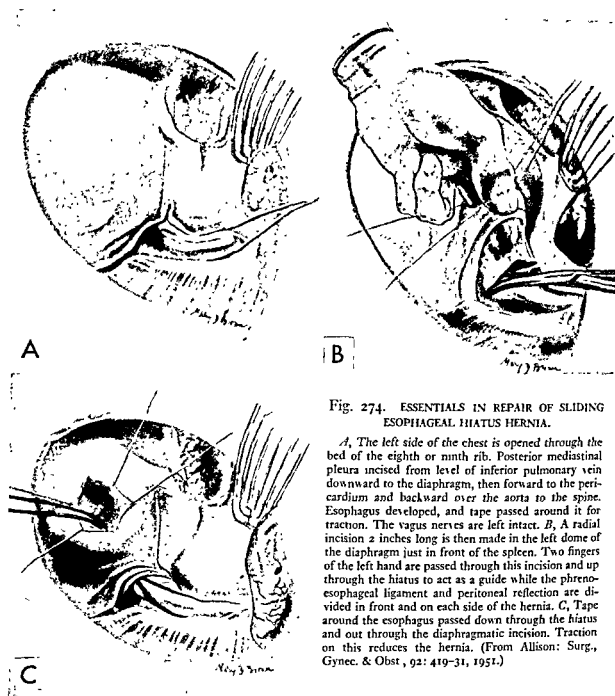 A
B
C
Fig. 274. ESSENTIALS IN REPAIR OF SLIDING
ESOPHAGEAL HIATUS HERNIA.
A, The left side of the chest is opened through the
bed of the eighth or ninth rib. Posterior mediastinal
pleura incised from level of inferior pulmonary vein
downward to the diaphragm, then forward to the peri-
cardium and backward over the aorta to the spine.
Esophagus developed, and tape passed around it for
traction. The vagus nerves are left intact. B, A radial
incision 2 inches long is then made in the left dome of
the diaphragm just in front of the spleen. Two fingers
of the left hand are passed through this incision and up
through the hiatus to act as a guide while the phreno-
esophageal ligament and peritoneal reflection are di-
vided in front and on each side of the hernia. C, Tape
around the esophagus passed down through the hiatus
and out through the diaphragmatic incision. Traction
on this reduces the hernia. (From Allison: Surg.,
Gynec. & Obst, 92: 419-31, 1951.)